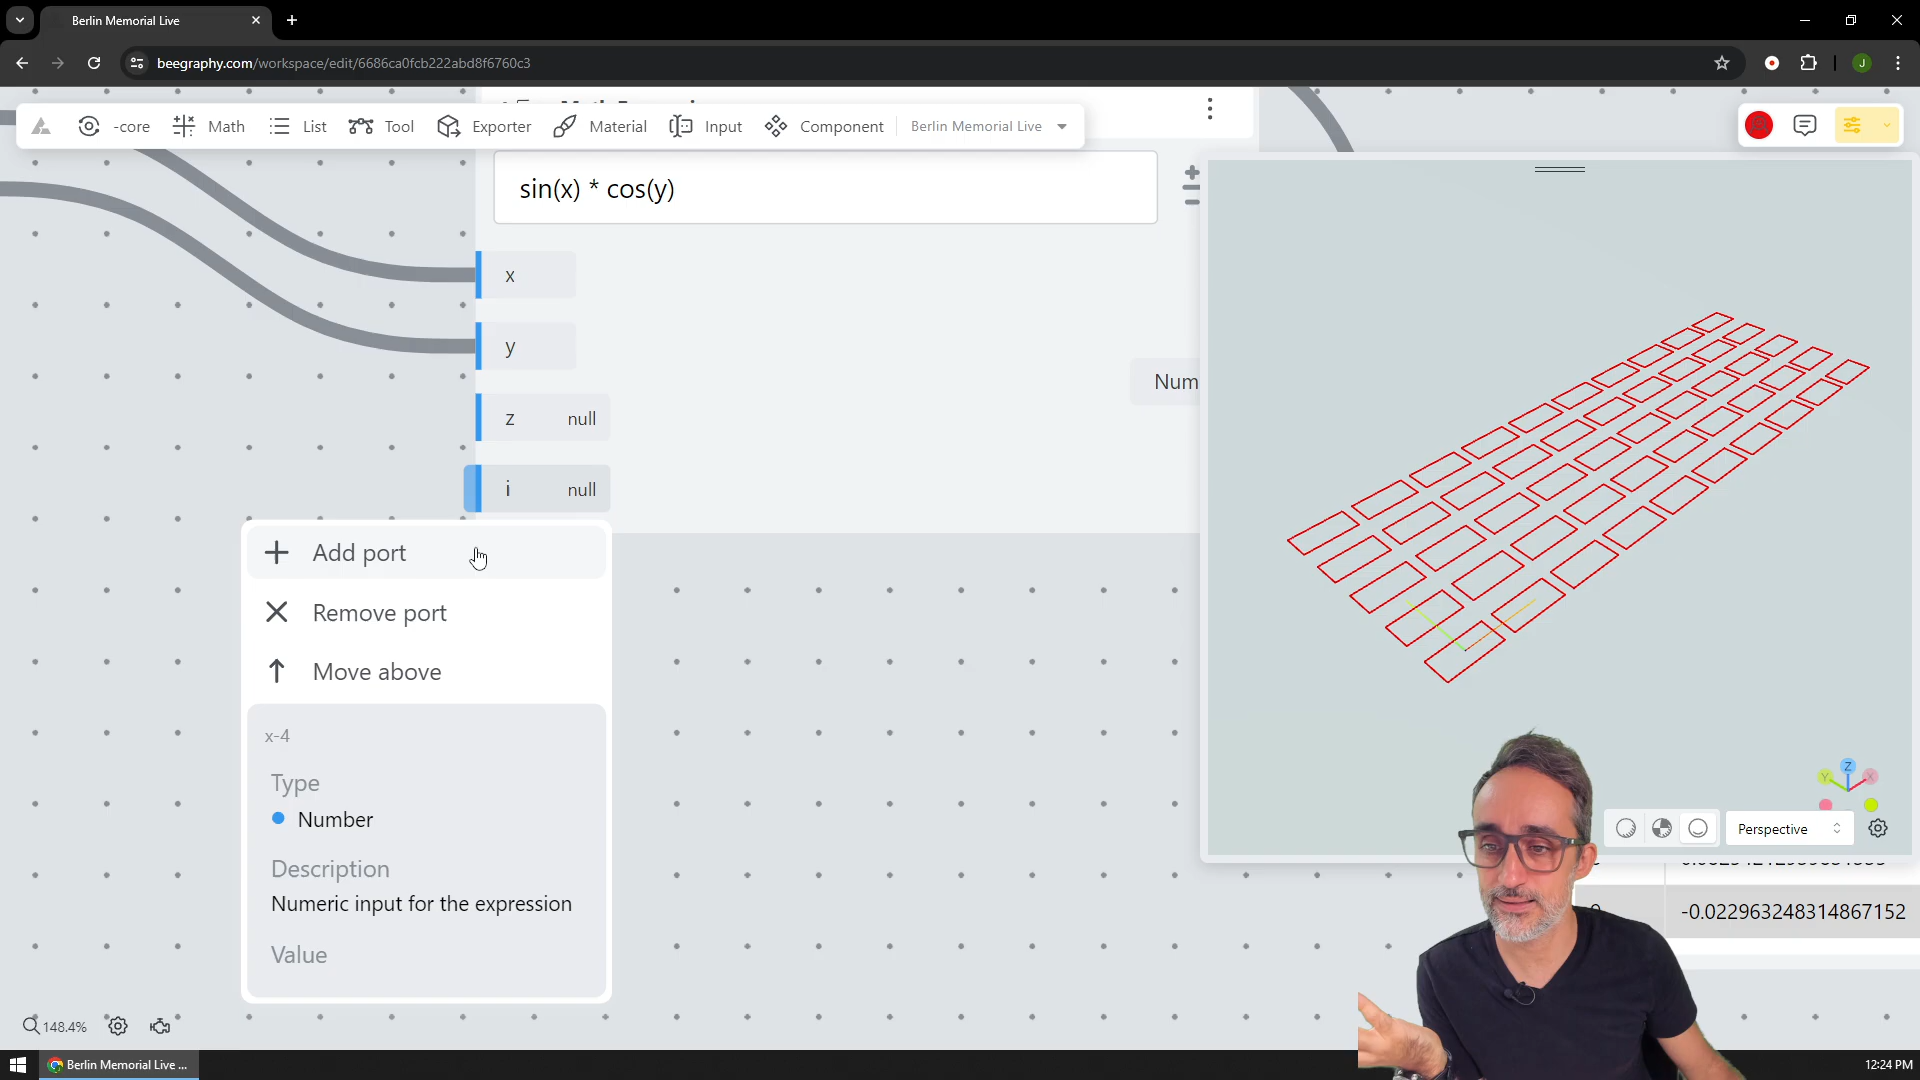 Berlin Memorial Live
beegraphy.com/workspace/edit/6686ca0fcb222abd8f6760c3
J
-core
Math
List
Tool
Exporter
Material
Input
Component
Berlin Memorial Live
sin(x) * cos(y)
x
y
Num
z null
i null
Add port
Remove port
Move above
x-4
Type
Number
Description
Numeric input for the expression
Value
Z
Y
X
Perspective
-0.022963248314867152
148.4%
Berlin Memorial Live ...
12:24 PM